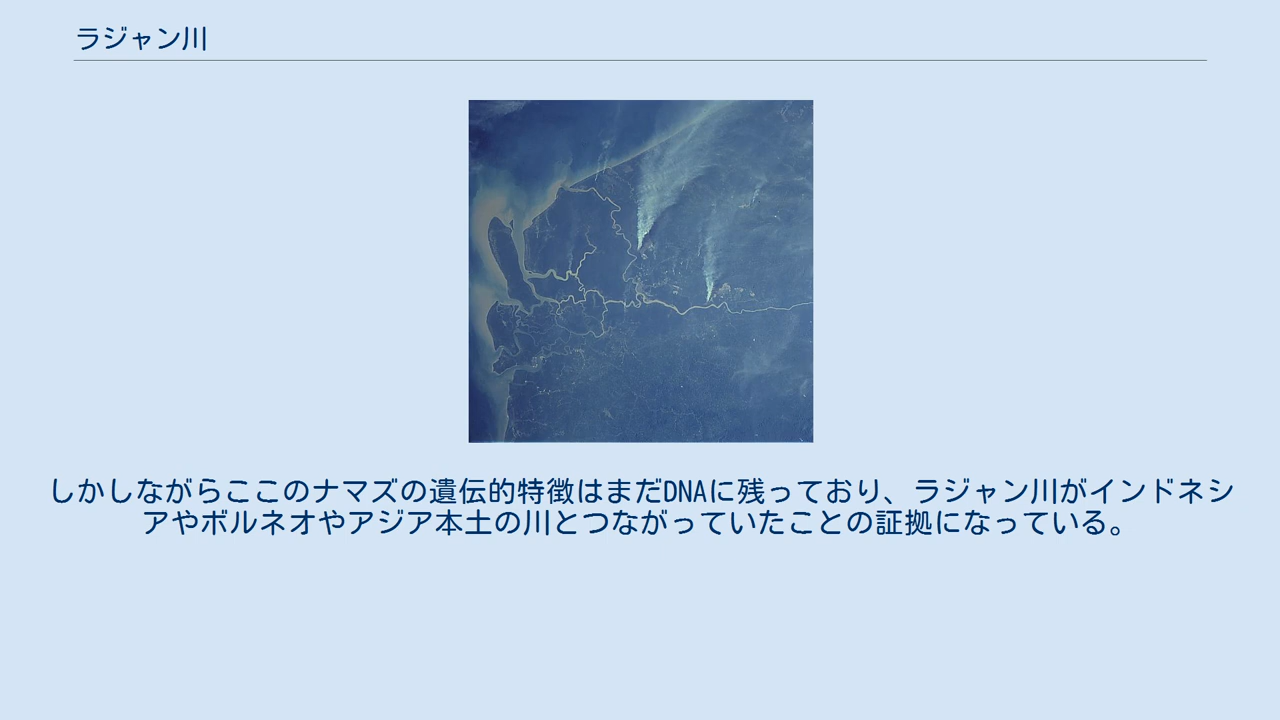 ラジャン川
しかしながらここのナマズの遺伝的特徴はまだDNAに残っており、ラジャン川がインドネシ
アやボルネオやアジア本土の川とつながっていたことの証拠になっている。